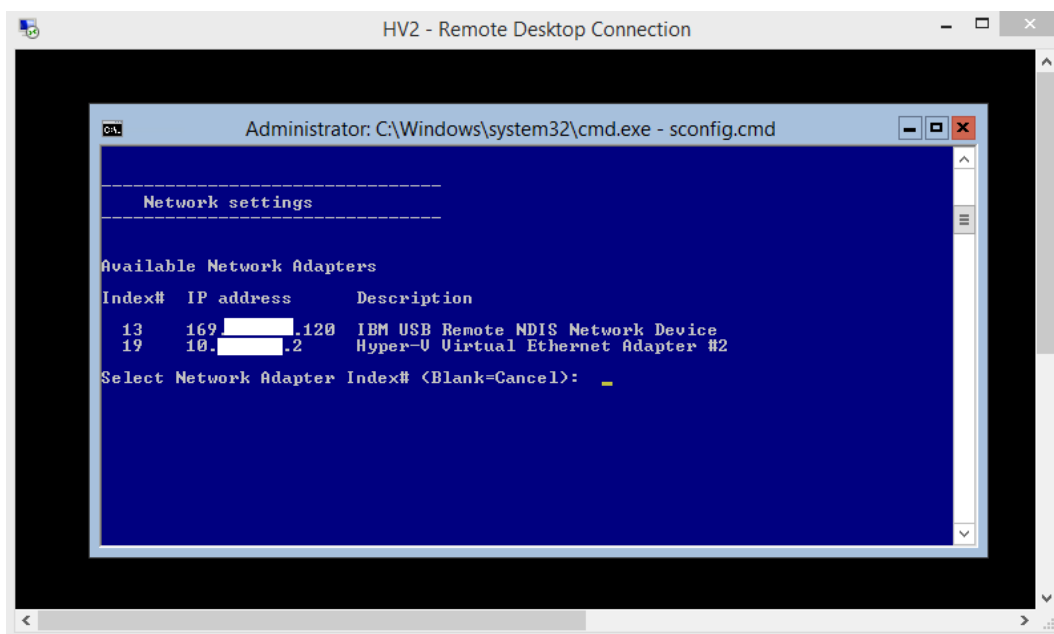 HV2 - Remote Desktop Connection
Administrator: C:\Windows\system32\cmd.exe - sconfig.cmd
Network settings
Available Network Adapters
Index# IP address Description
13 169. .120 IBM USB Remote NDIS Network Device
19 10. .2 Hyper-V Virtual Ethernet Adapter #2
Select Network Adapter Index# (Blank=Cancel): _